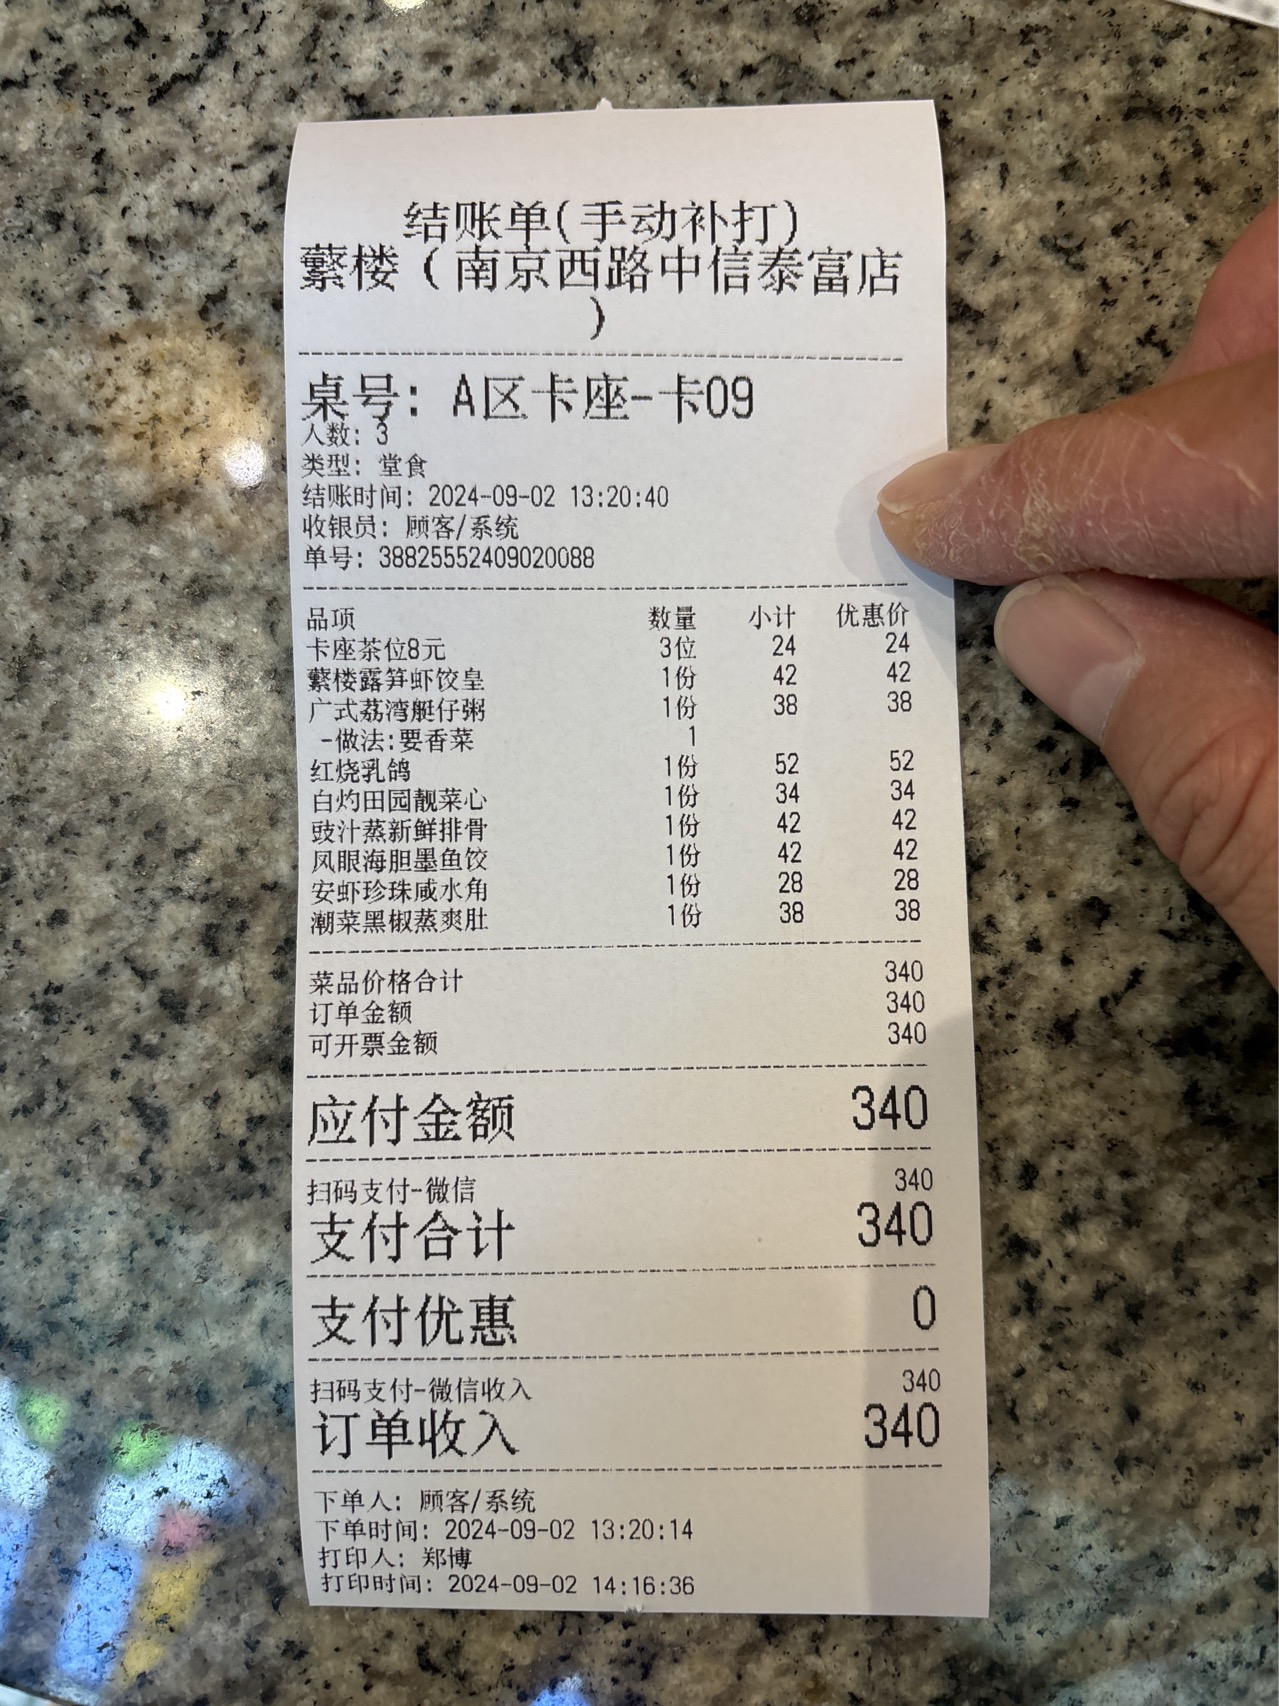 结账单(手动补打)
蘩楼（南京西路中信泰富店
）
桌号: A区卡座-卡09
人数: 3
类型: 堂食
结账时间: 2024-09-02 13:20:40
收银员: 顾客/系统
单号: 38825552409020088
品项 数量 小计 优惠价
卡座茶位8元 3位 24 24
蘩楼露笋虾饺皇 1份 42 42
广式荔湾艇仔粥 1份 38 38
-做法:要香菜 1
红烧乳鸽 1份 52 52
白灼田园靓菜心 1份 34 34
豉汁蒸新鲜排骨 1份 42 42
凤眼海胆墨鱼饺 1份 42 42
安虾珍珠咸水角 1份 28 28
潮菜黑椒蒸爽肚 1份 38 38
菜品价格合计 340
订单金额 340
可开票金额 340
应付金额 340
扫码支付-微信 340
支付合计 340
支付优惠 0
扫码支付-微信收入 340
订单收入 340
下单人: 顾客/系统
下单时间: 2024-09-02 13:20:14
打印人: 郑博
打印时间: 2024-09-02 14:16:36